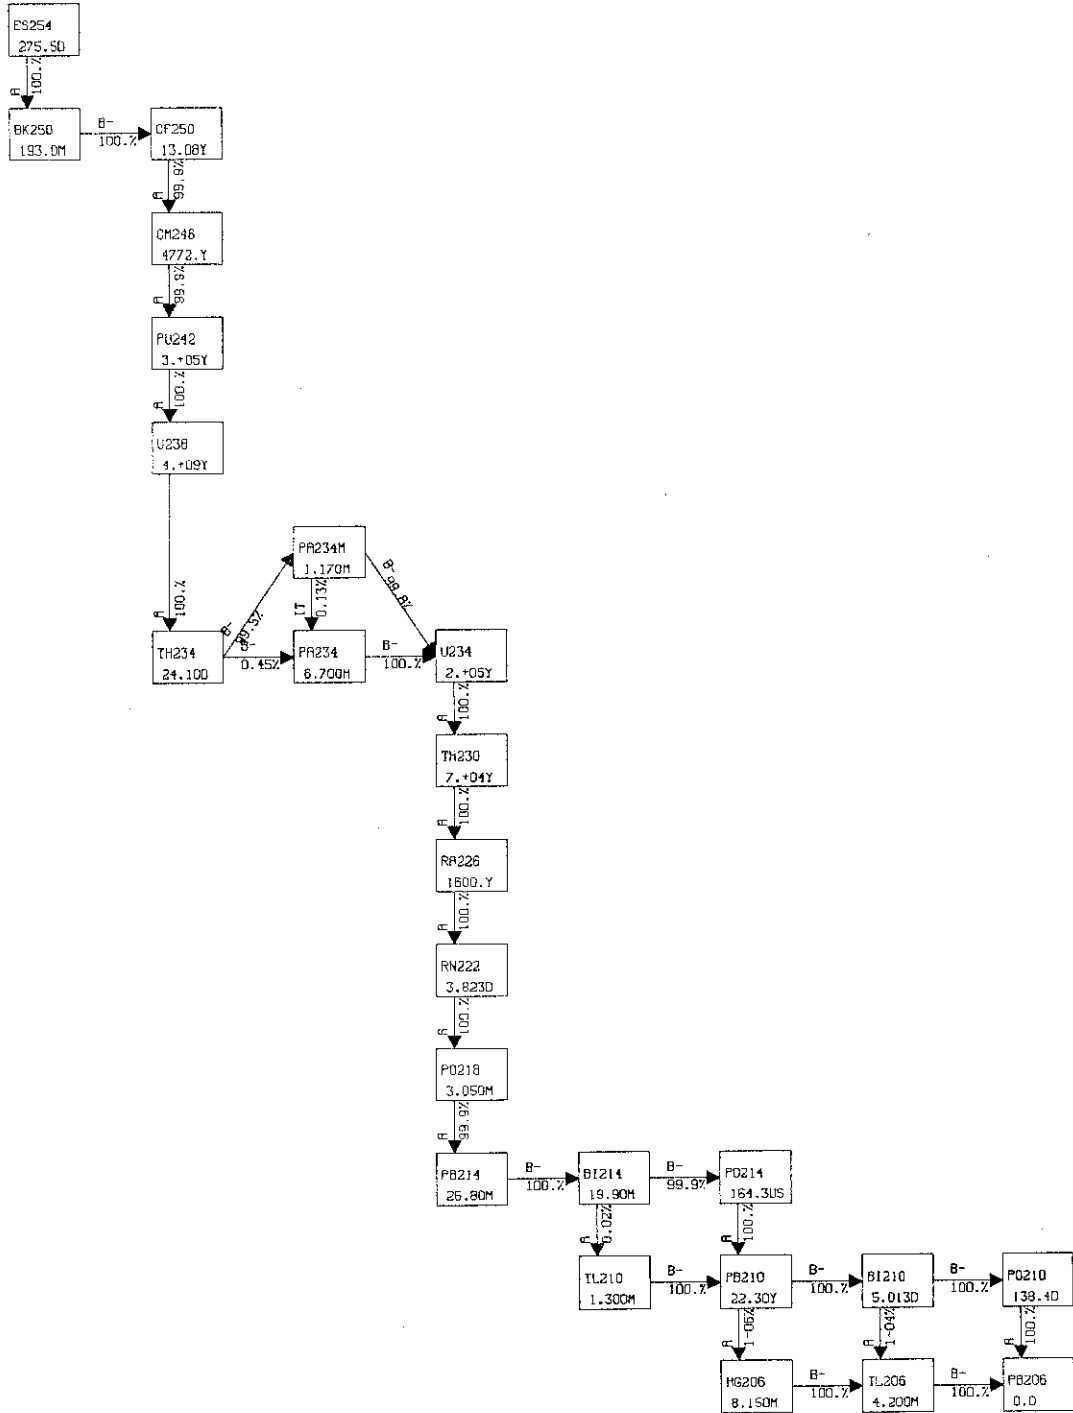 ES254
275.5D
A
100.%
BK250
193.0M
B-
100.%
CF250
13.08Y
A
99.9%
CM246
4772.Y
A
99.9%
PU242
3.+05Y
A
100.%
U238
4.+09Y
A
100.%
PA234M
1.170M
B-
99.8%
IT
0.13%
B-
99.5%
TH234
24.10D
B-
0.45%
PA234
6.700H
B-
100.%
U234
2.+05Y
A
100.%
TH230
7.+04Y
A
100.%
RA226
1600.Y
A
100.%
RN222
3.823D
A
100.%
PO218
3.050M
A
99.9%
PB214
26.80M
B-
100.%
BI214
19.90M
B-
99.9%
PO214
164.3US
A
0.02%
A
100.%
TL210
1.300M
B-
100.%
PB210
22.30Y
B-
100.%
BI210
5.013D
B-
100.%
PO210
138.4D
A
1-06%
A
1-04%
A
100.%
HG206
8.150M
B-
100.%
TL206
4.200M
B-
100.%
PB206
0.0